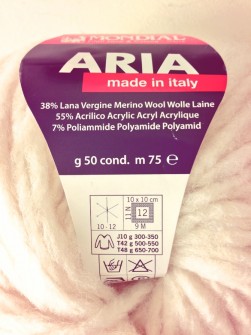 MONDIAL
ARIA
made in italy
38% Lana Vergine Merino Wool Wolle Laine
55% Acrilico Acrylic Acryl Acrylique
7% Poliammide Polyamide Polyamid
g 50 cond. m 75 e
10 x 10 cm
12
11
10 - 12
9 M
J10 g 300-350
T42 g 500-550
T48 g 650-700